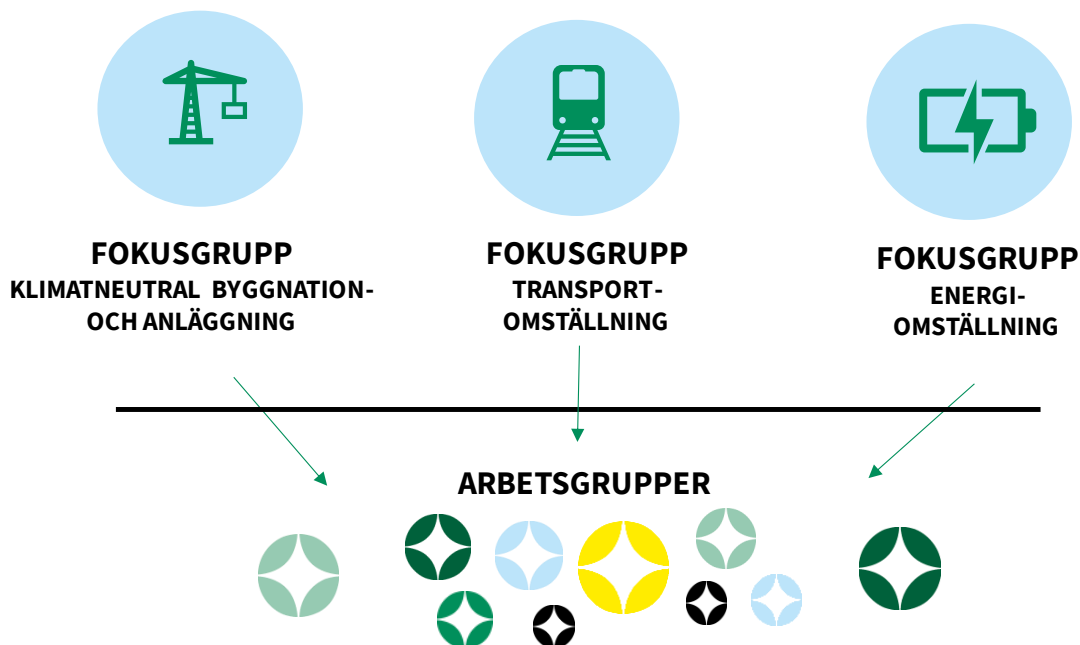 FOKUSGRUPP
KLIMATNEUTRAL BYGGNATION-
OCH ANLÄGGNING
FOKUSGRUPP
TRANSPORT-
OMSTÄLLNING
FOKUSGRUPP
ENERGI-
OMSTÄLLNING
ARBETSGRUPPER